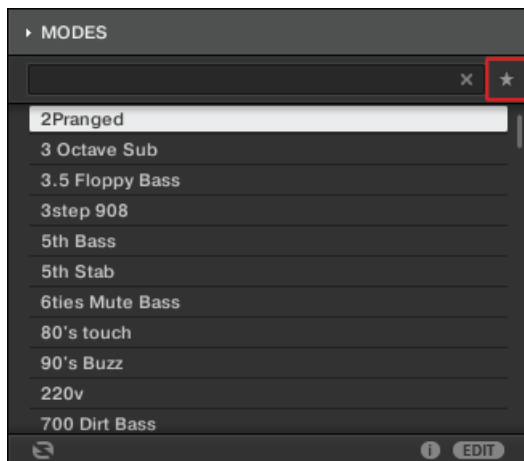 MODES
2Pranged
3 Octave Sub
3.5 Floppy Bass
3step 908
5th Bass
5th Stab
6ties Mute Bass
80's touch
90's Buzz
220v
700 Dirt Bass
i EDIT